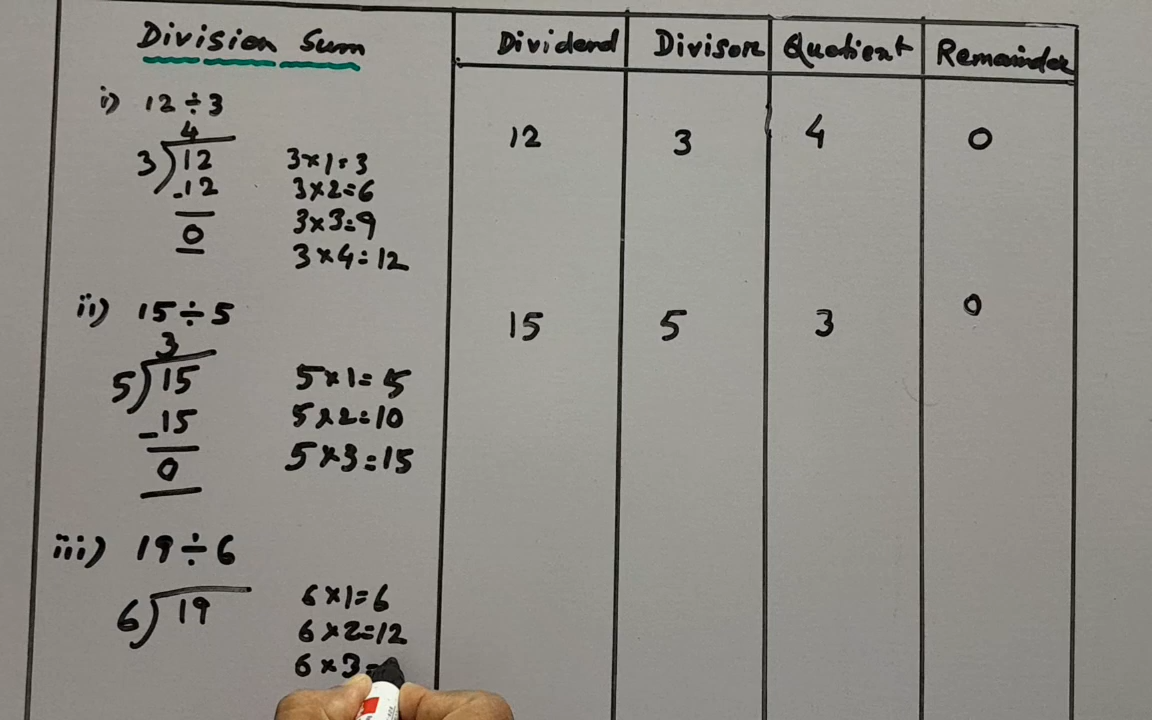 Division Sum Dividend Divisor Quotient Remainder
i) 12 ÷ 3
4
3)12 3×1=3 12 3 4 0
-12 3×2=6
0 3×3=9
3×4=12
ii) 15 ÷ 5 15 5 3 0
3
5)15 5×1=5
-15 5×2=10
0 5×3=15
iii) 19 ÷ 6
6)19 6×1=6
6×2=12
6×3=